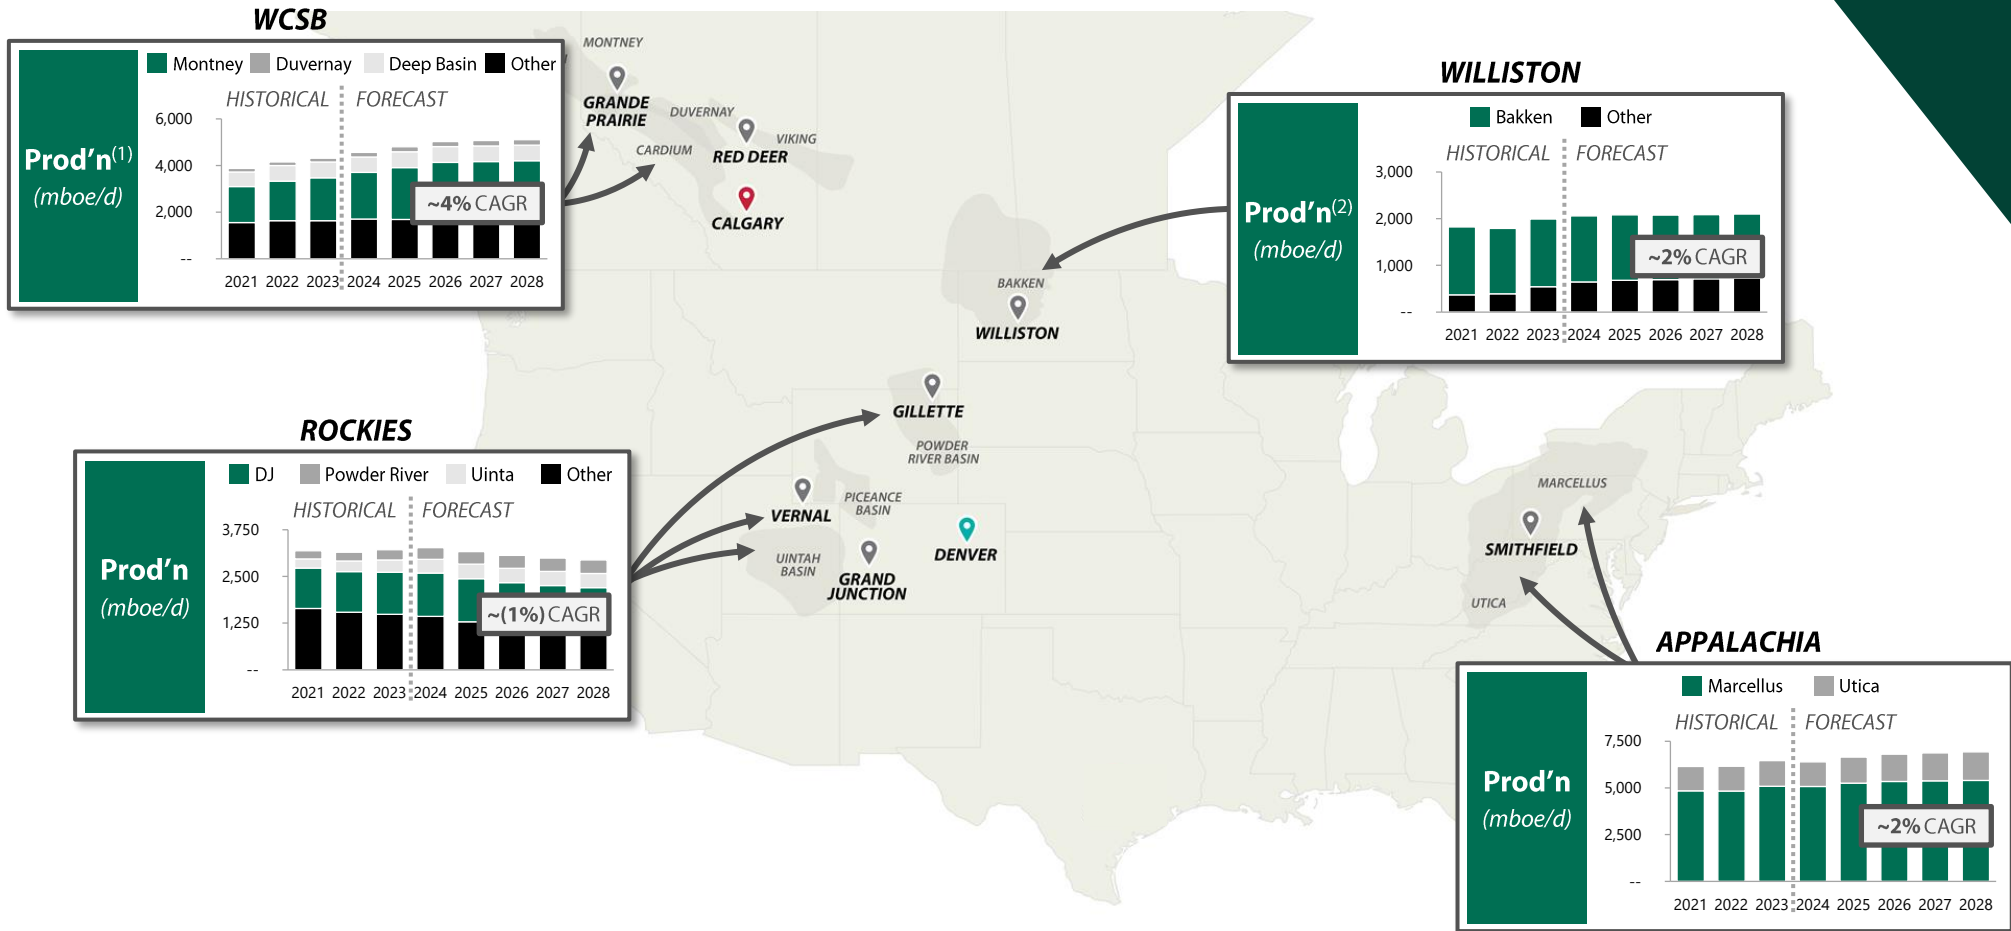 WCSB
Montney Duvernay Deep Basin Other
HISTORICAL FORECAST
Prod'n(1)
(mboe/d)
6,000
4,000
2,000
--
~4% CAGR
2021 2022 2023 2024 2025 2026 2027 2028
MONTNEY
GRANDE
PRAIRIE
DUVERNAY
VIKING
CARDIUM
RED DEER
CALGARY
WILLISTON
Bakken Other
HISTORICAL FORECAST
Prod'n(2)
(mboe/d)
3,000
2,000
1,000
--
~2% CAGR
2021 2022 2023 2024 2025 2026 2027 2028
BAKKEN
WILLISTON
ROCKIES
DJ Powder River Uinta Other
HISTORICAL FORECAST
Prod'n
(mboe/d)
3,750
2,500
1,250
--
~(1%) CAGR
2021 2022 2023 2024 2025 2026 2027 2028
GILLETTE
POWDER
RIVER BASIN
VERNAL
PICEANCE
BASIN
DENVER
UINTAH
BASIN
GRAND
JUNCTION
MARCELLUS
SMITHFIELD
UTICA
APPALACHIA
Marcellus Utica
HISTORICAL FORECAST
Prod'n
(mboe/d)
7,500
5,000
2,500
--
~2% CAGR
2021 2022 2023 2024 2025 2026 2027 2028